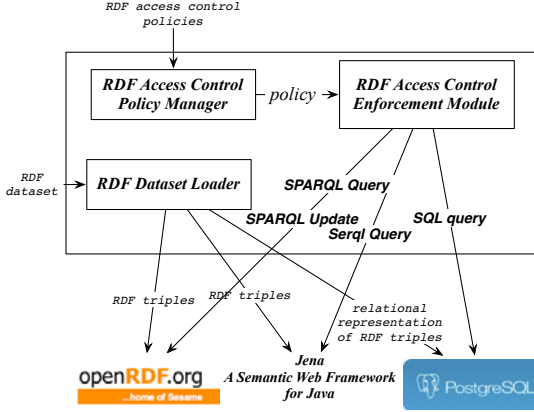 RDF access control
policies
RDF Access Control
Policy Manager
policy
RDF Access Control
Enforcement Module
RDF
dataset
RDF Dataset Loader
SPARQL Query
SPARQL Update
Serql Query
SQL query
RDF triples
RDF triples
relational
representation
of RDF triples
openRDF.org
...home of Sesame
Jena
A Semantic Web Framework
for Java
PostgreSQL